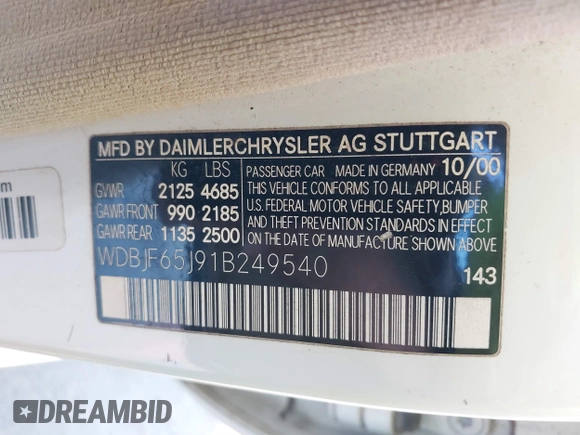 MFD BY DAIMLERCHRYSLER AG STUTTGART
KG LBS
GVWR 2125 4685
GAWR FRONT 990 2185
GAWR REAR 1135 2500
PASSENGER CAR MADE IN GERMANY 10/00
THIS VEHICLE CONFORMS TO ALL APPLICABLE
U.S. FEDERAL MOTOR VEHICLE SAFETY,BUMPER,
AND THEFT PREVENTION STANDARDS IN EFFECT
ON THE DATE OF MANUFACTURE SHOWN ABOVE.
WDBJF65J91B249540
143
DREAMBID